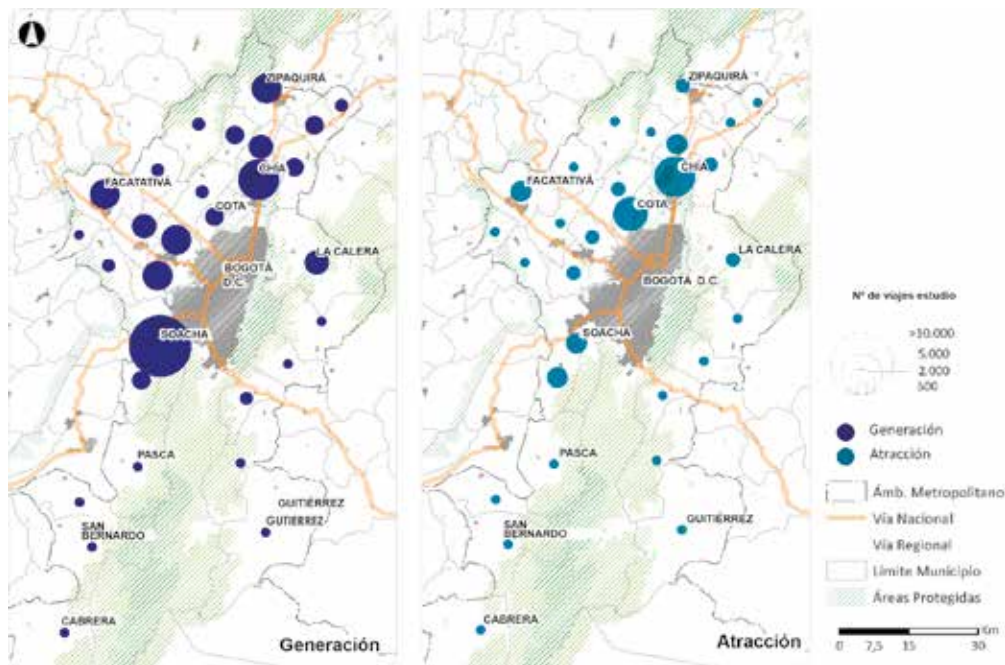 ZIPAQUIRÁ
CHÍA
FACATATIVÁ
COTA
LA CALERA
BOGOTÁ
D.C.
SOACHA
PASCA
GUTIÉRREZ
GUTIERREZ
SAN
BERNARDO
CABRERA
Generación
ZIPAQUIRÁ
CHÍA
FACATATIVÁ
COTA
LA CALERA
BOGOTÁ D.C.
SOACHA
PASCA
GUITIÉRREZ
SAN
BERNARDO
CABRERA
Atracción
Nº de viajes estudio
>10.000
5.000
2.000
500
Generación
Atracción
Ámb. Metropolitano
Vía Nacional
Vía Regional
Límite Municipio
Áreas Protegidas
Km
0 7,5 15 30